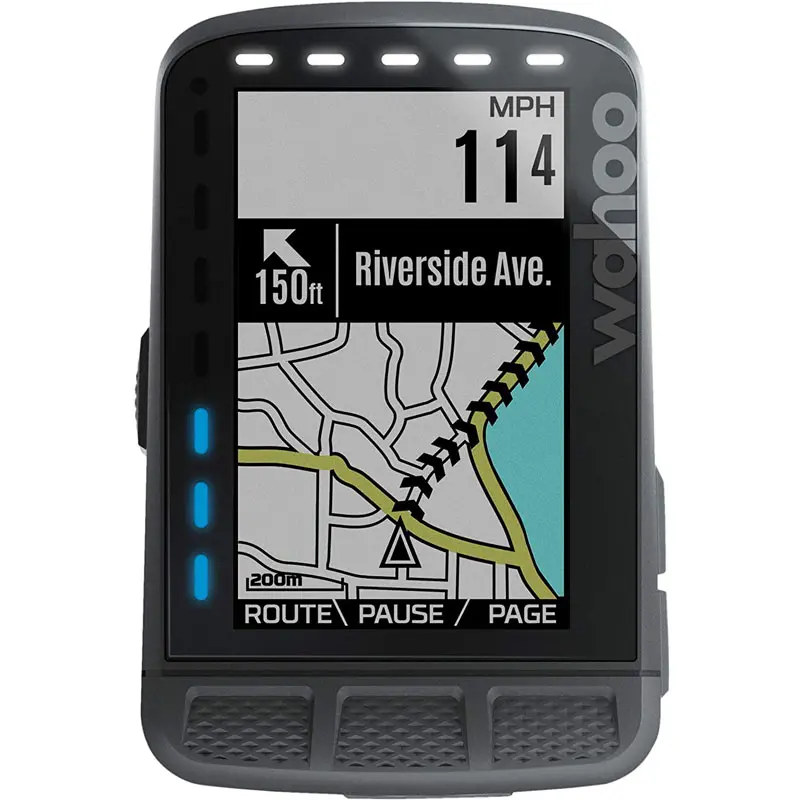 MPH
114
wahoo
150ft
Riverside Ave.
200m
ROUTE\ PAUSE / PAGE